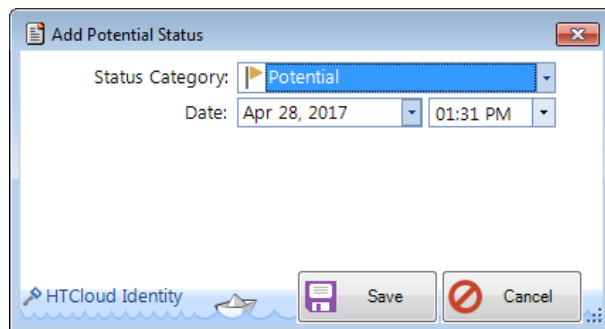 Add Potential Status
Status Category: Potential
Date: Apr 28, 2017 01:31 PM
HTCloud Identity Save Cancel